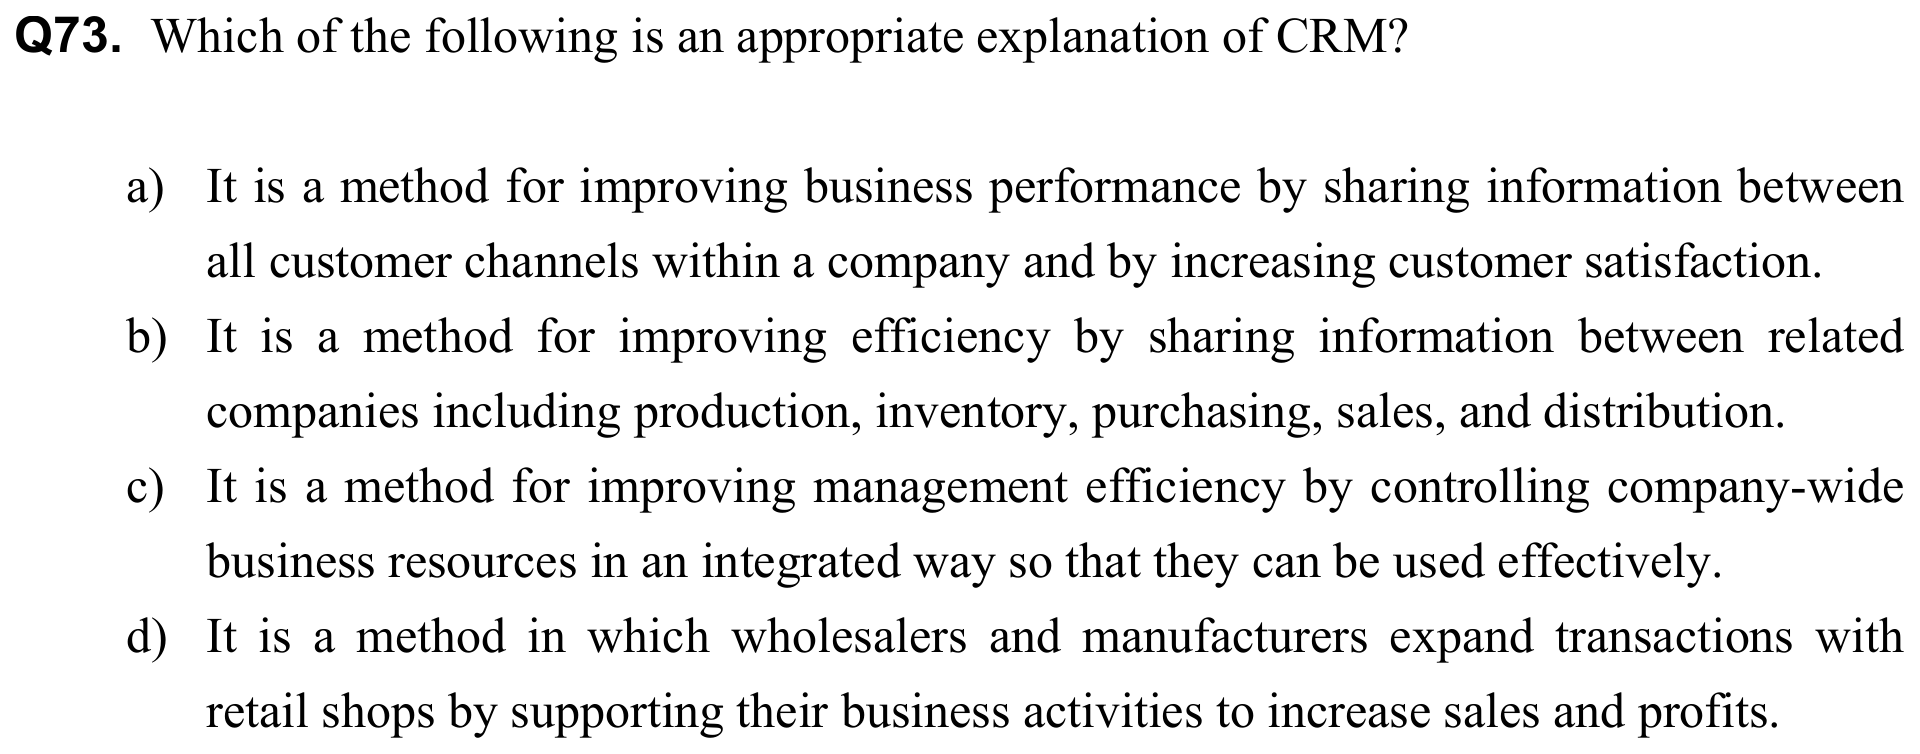 Q73. Which of the following is an appropriate explanation of CRM?
a) It is a method for improving business performance by sharing information between
all customer channels within a company and by increasing customer satisfaction.
b) It is a method for improving efficiency by sharing information between related
companies including production, inventory, purchasing, sales, and distribution.
c) It is a method for improving management efficiency by controlling company-wide
business resources in an integrated way so that they can be used effectively.
d) It is a method in which wholesalers and manufacturers expand transactions with
retail shops by supporting their business activities to increase sales and profits.